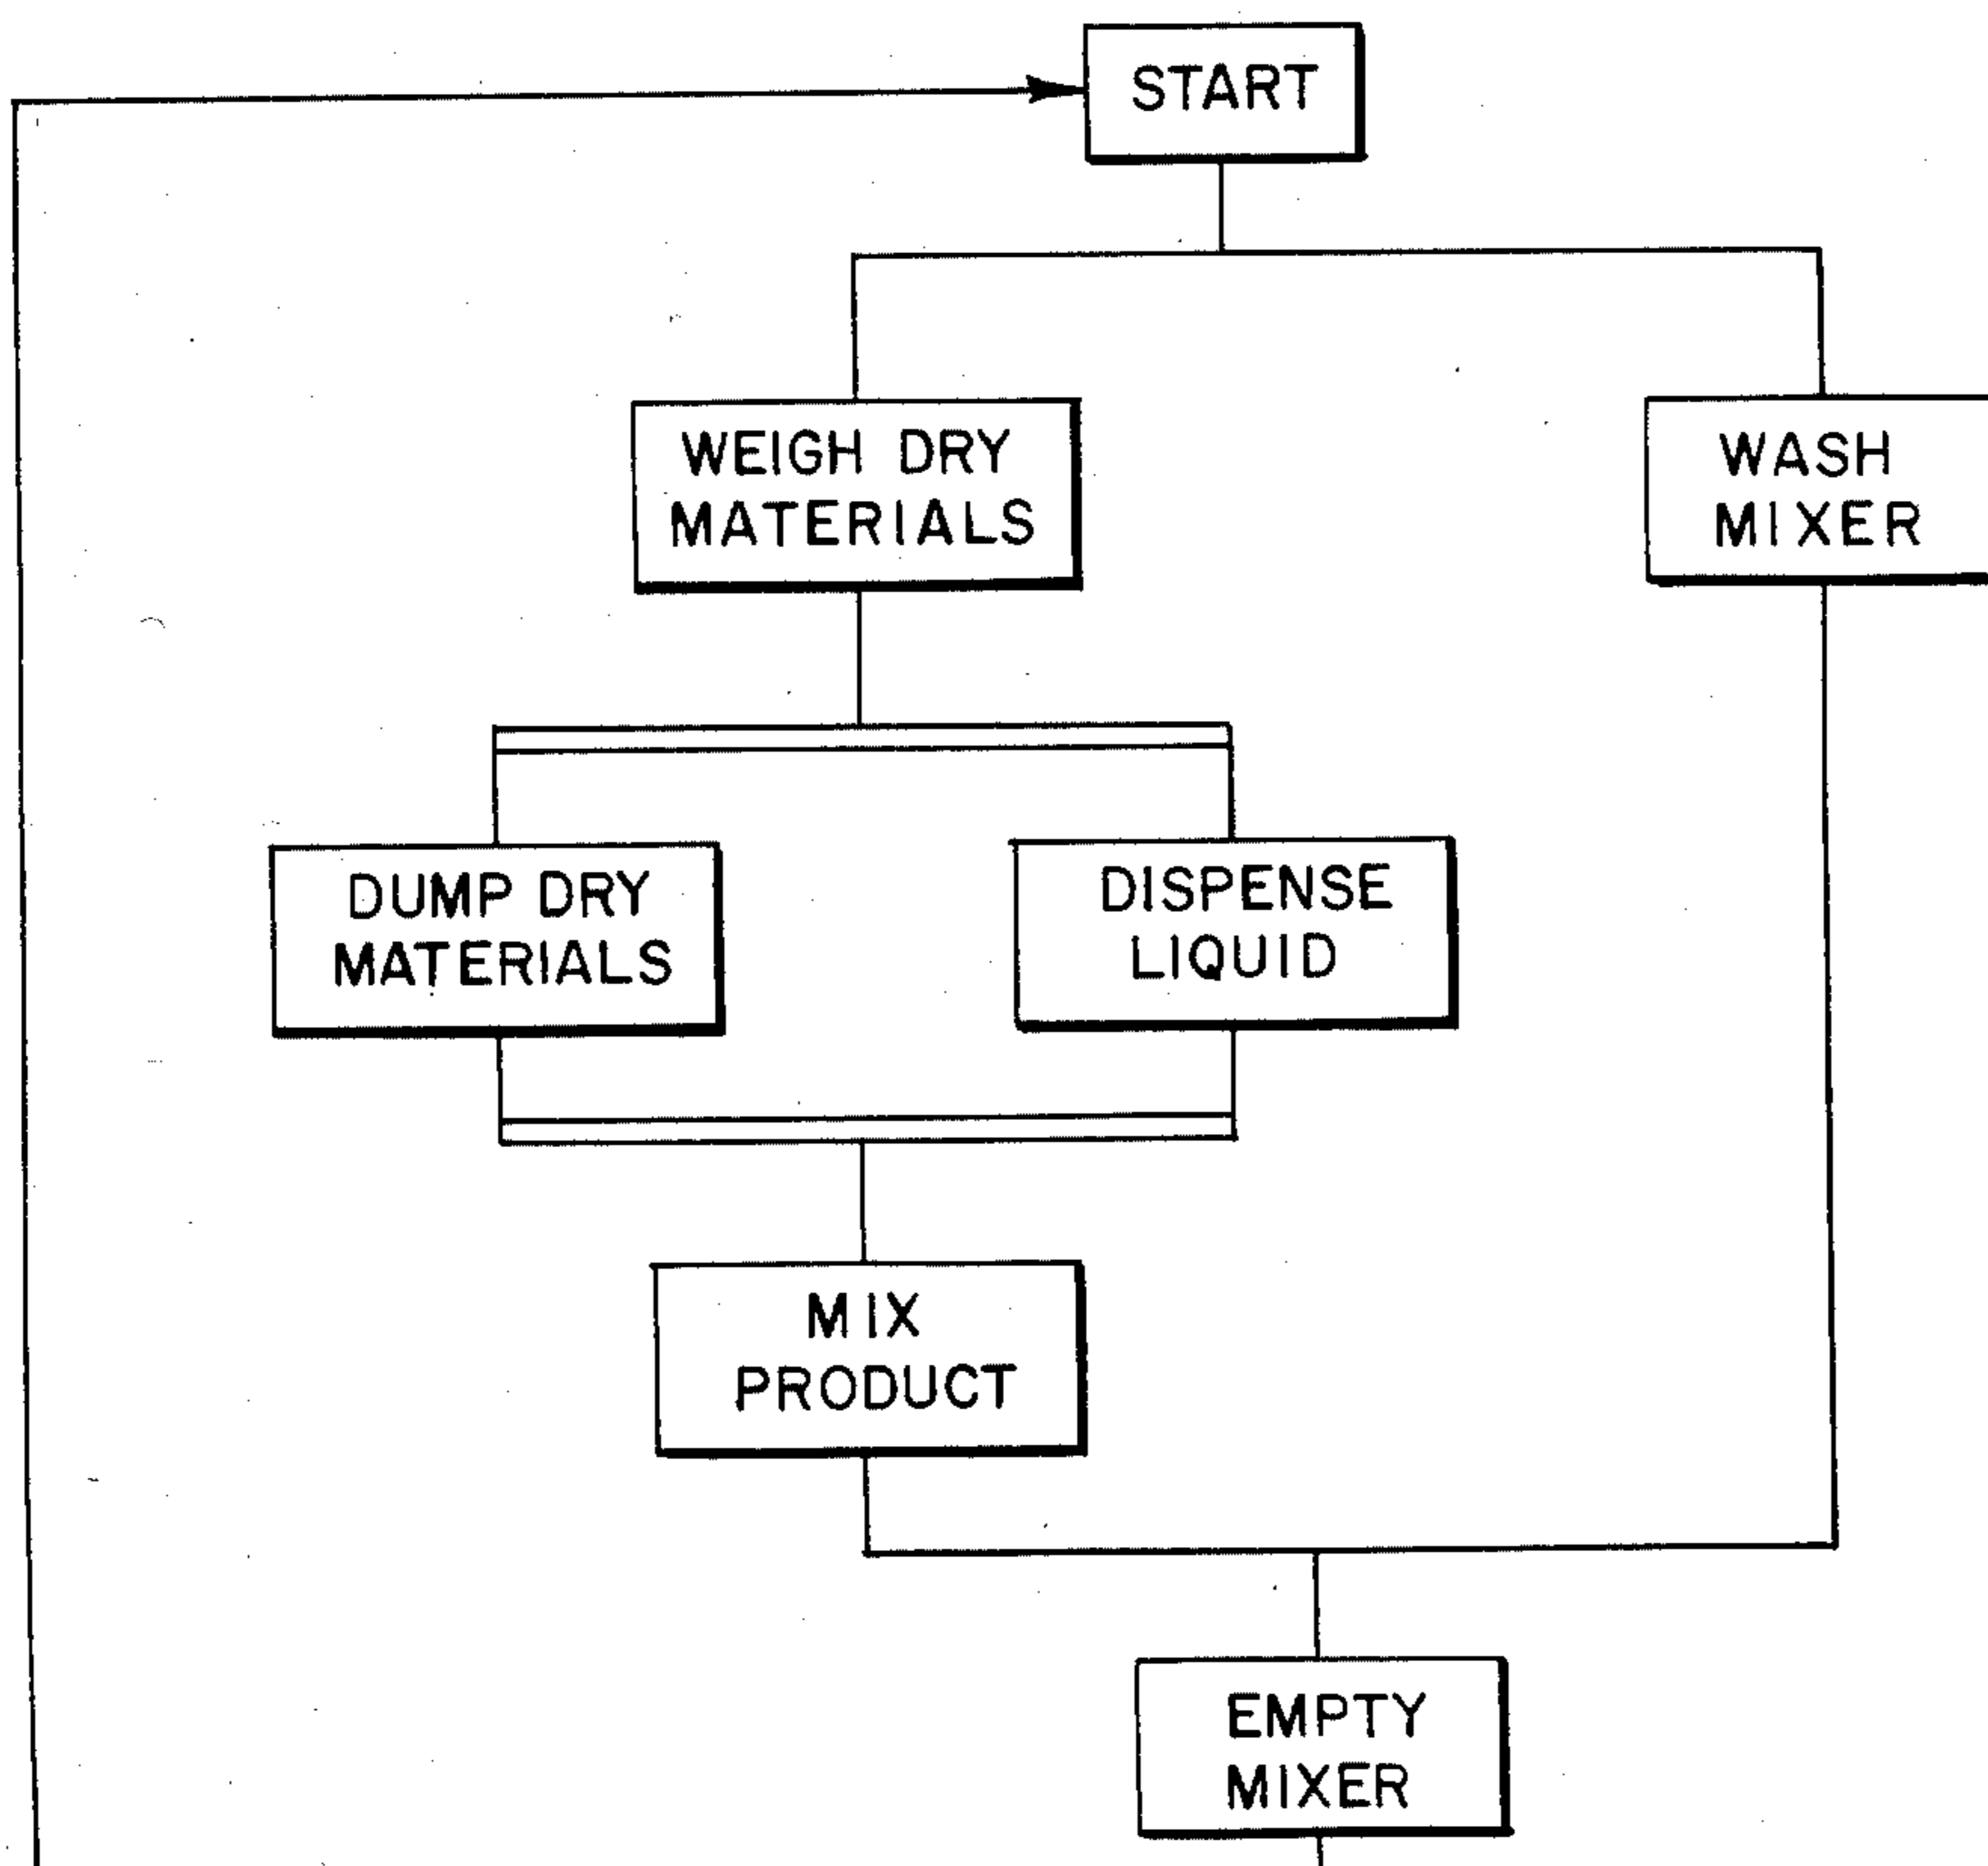 START
WEIGH DRY
MATERIALS
WASH
MIXER
DUMP DRY
MATERIALS
DISPENSE
LIQUID
MIX
PRODUCT
EMPTY
MIXER